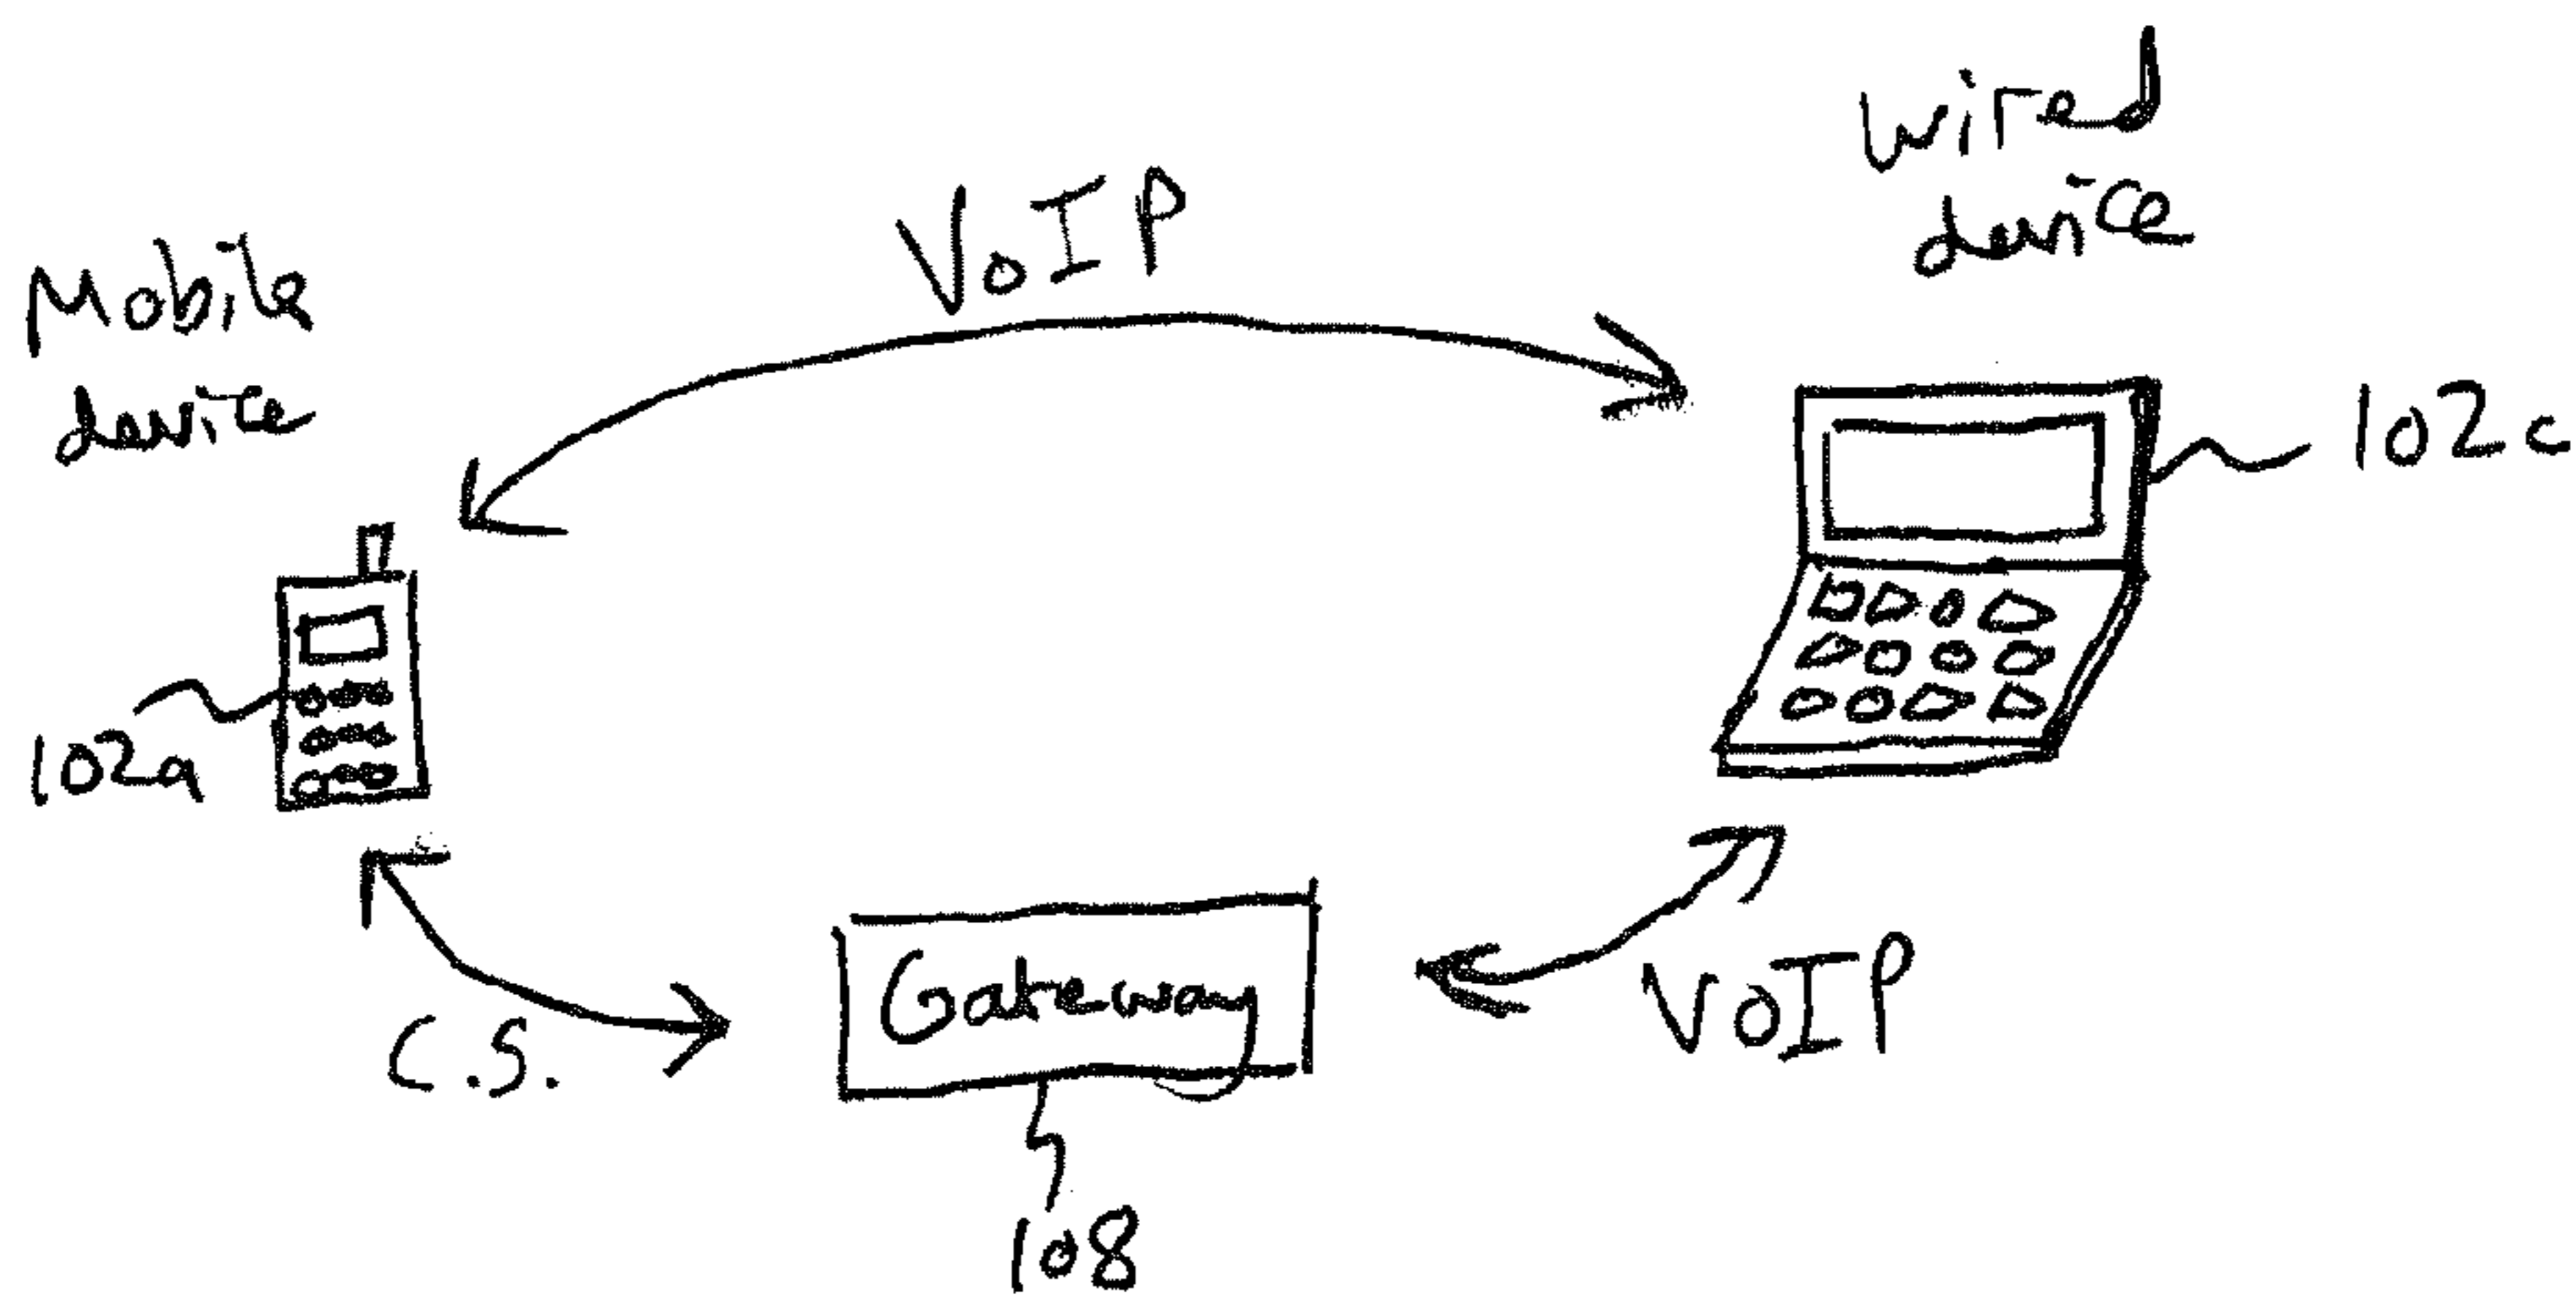 wired
device
VoIP
Mobile
device
102c
102a
Gateway
VOIP
C.S.
108